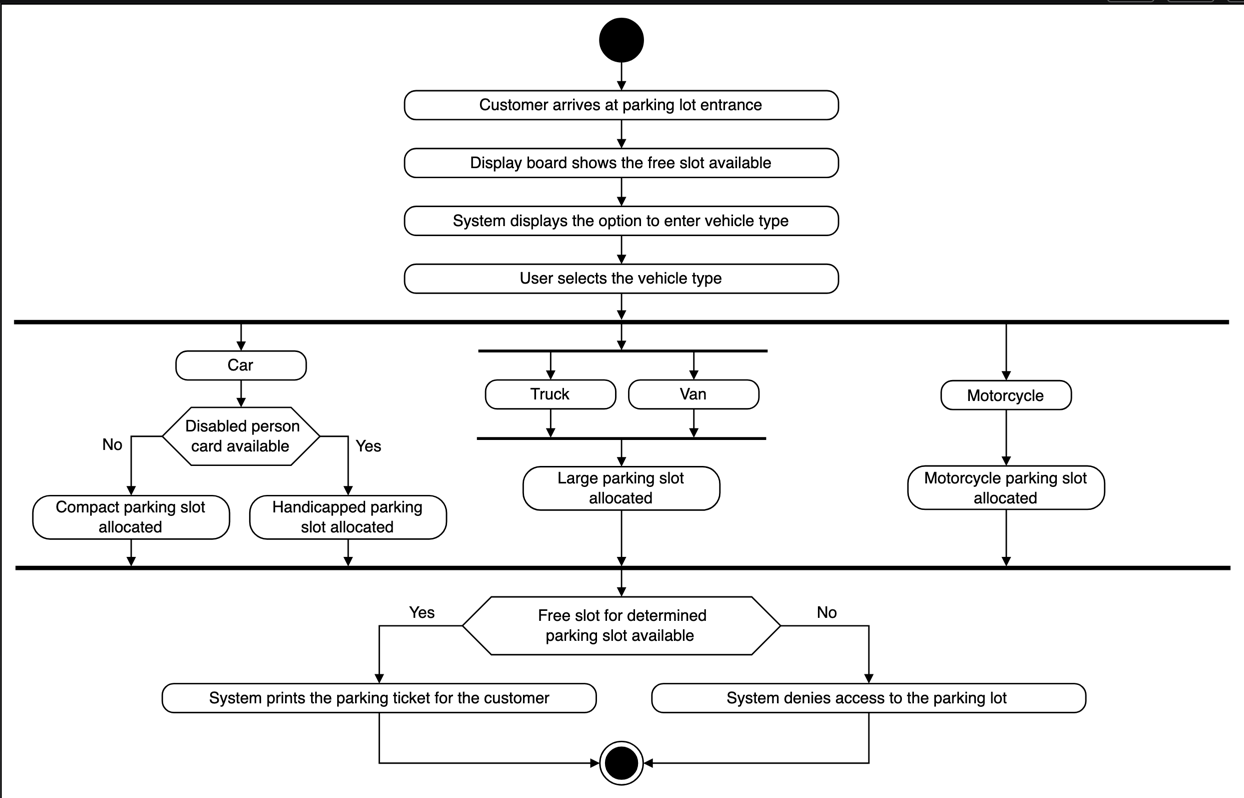 Customer arrives at parking lot entrance
Display board shows the free slot available
System displays the option to enter vehicle type
User selects the vehicle type
Car
Disabled person
card available
No
Yes
Compact parking slot
allocated
Handicapped parking
slot allocated
Truck
Van
Large parking slot
allocated
Motorcycle
Motorcycle parking slot
allocated
Free slot for determined
parking slot available
Yes
No
System prints the parking ticket for the customer
System denies access to the parking lot